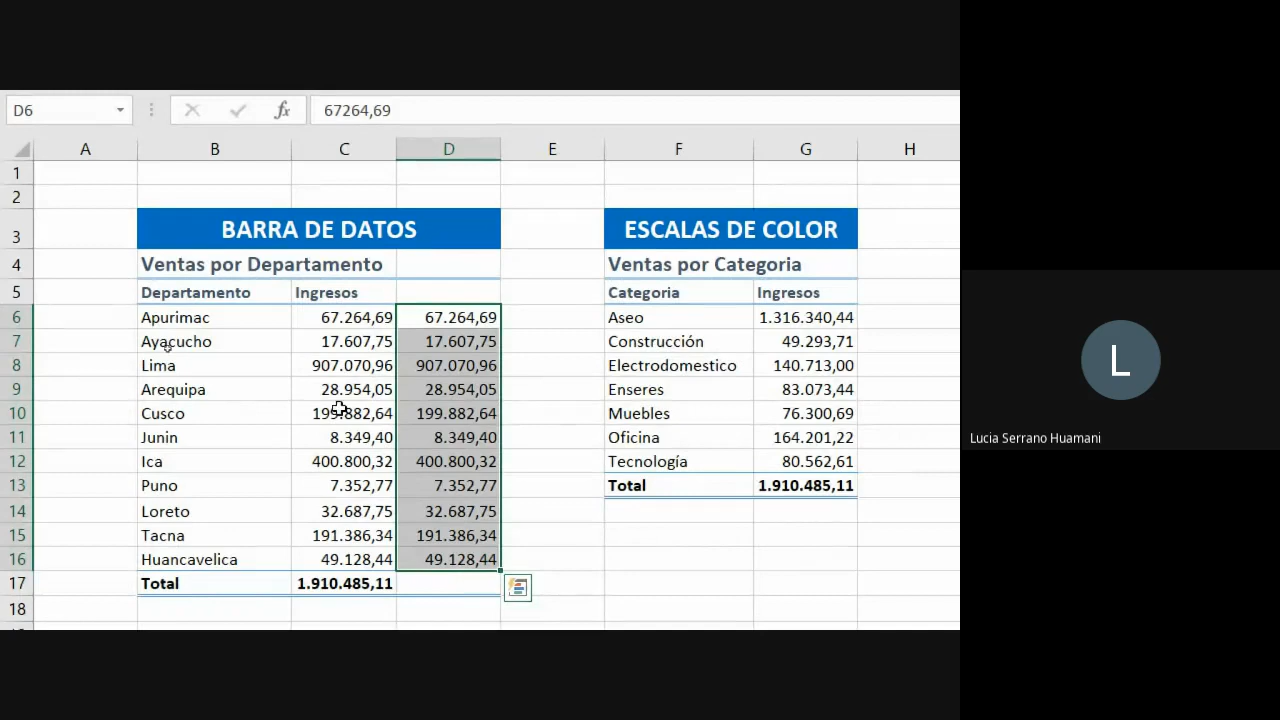 D6 fx 67264,69
A B C D E F G H
1
2
3 BARRA DE DATOS ESCALAS DE COLOR
4 Ventas por Departamento Ventas por Categoria
5 Departamento Ingresos Categoria Ingresos
6 Apurimac 67.264,69 67.264,69 Aseo 1.316.340,44
7 Ayacucho 17.607,75 17.607,75 Construcción 49.293,71
8 Lima 907.070,96 907.070,96 Electrodomestico 140.713,00
9 Arequipa 28.954,05 28.954,05 Enseres 83.073,44
10 Cusco 199.882,64 199.882,64 Muebles 76.300,69
11 Junin 8.349,40 8.349,40 Oficina 164.201,22
12 Ica 400.800,32 400.800,32 Tecnología 80.562,61
13 Puno 7.352,77 7.352,77 Total 1.910.485,11
14 Loreto 32.687,75 32.687,75
15 Tacna 191.386,34 191.386,34
16 Huancavelica 49.128,44 49.128,44
17 Total 1.910.485,11
18
L
Lucia Serrano Huamani